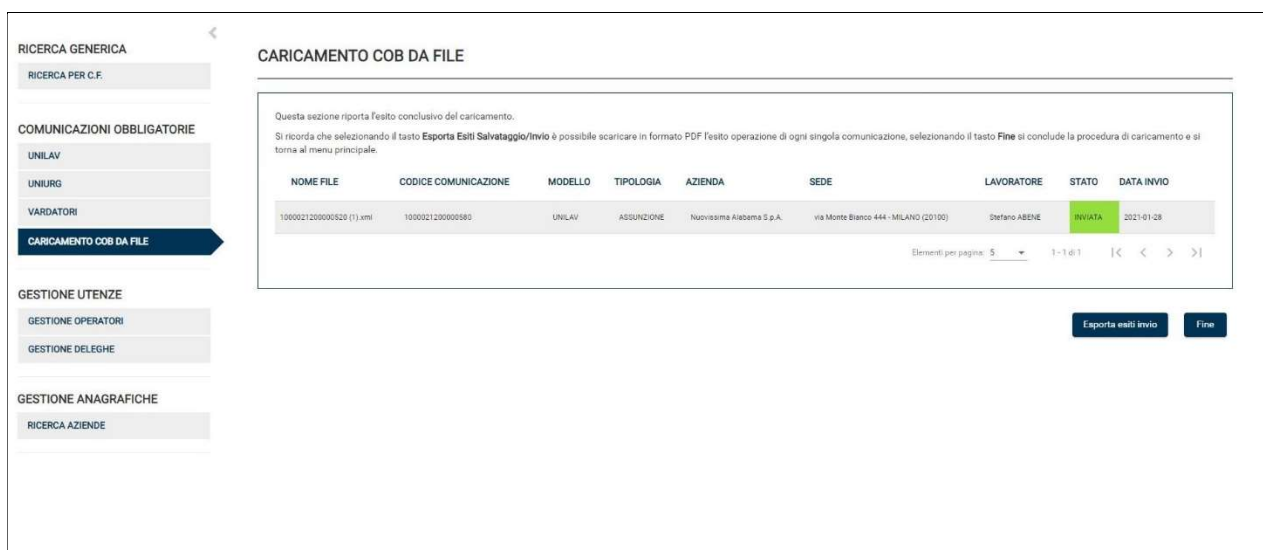 RICERCA GENERICA
RICERCA PER C.F.
COMUNICAZIONI OBBLIGATORIE
UNILAV
UNIURG
VARDATORI
CARICAMENTO COB DA FILE
GESTIONE UTENZE
GESTIONE OPERATORI
GESTIONE DELEGHE
GESTIONE ANAGRAFICHE
RICERCA AZIENDE
CARICAMENTO COB DA FILE
Questa sezione riporta l'esito conclusivo del caricamento.
Si ricorda che selezionando il tasto Esporta Esiti Salvataggio/Invio è possibile scaricare in formato PDF l'esito operazione di ogni singola comunicazione, selezionando il tasto Fine si conclude la procedura di caricamento e si
torna al menu principale.
NOME FILE CODICE COMUNICAZIONE MODELLO TIPOLOGIA AZIENDA SEDE LAVORATORE STATO DATA INVIO
1000021200000520 (1).xml 1000021200000580 UNILAV ASSUNZIONE Nuovissima Alabama S.p.A. via Monte Bianco 444 - MILANO (20100) Stefano ABENE INVIATA 2021-01-28
Elementi per pagina: 5 1 - 1 di 1
Esporta esiti invio Fine